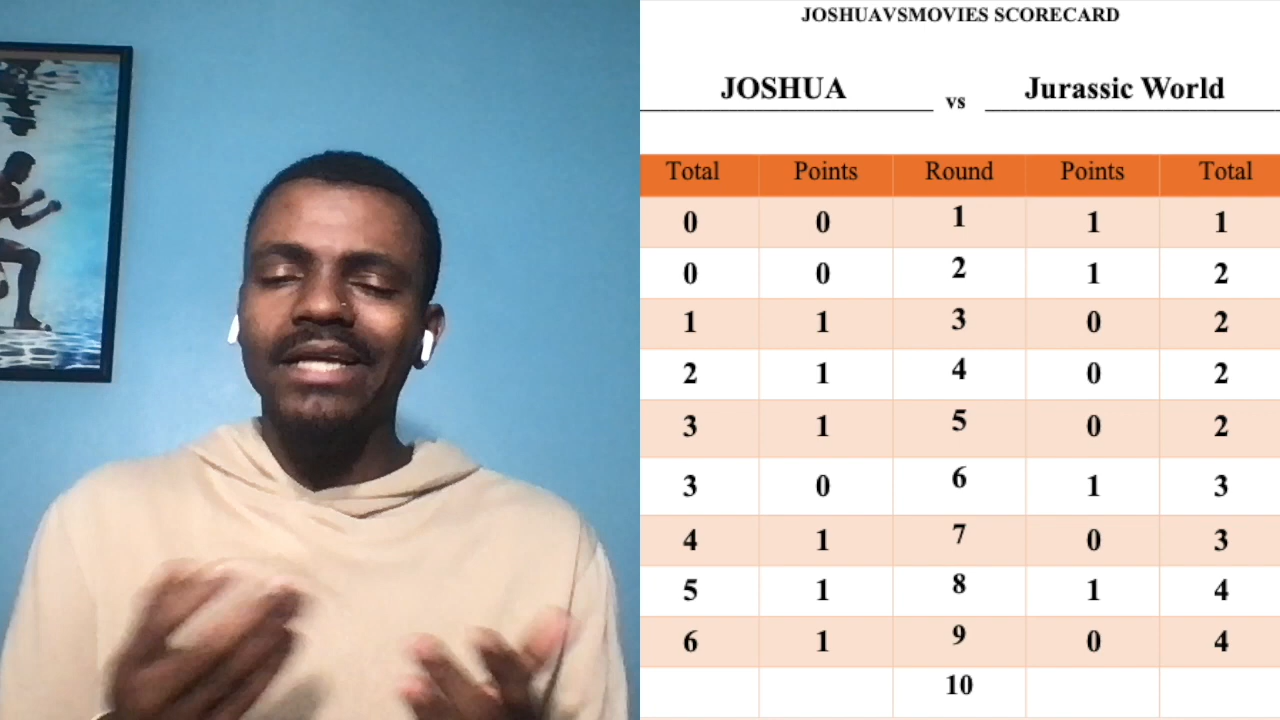 JOSHUAVSMOVIES SCORECARD
JOSHUA vs Jurassic World
Total Points Round Points Total
0 0 1 1 1
0 0 2 1 2
1 1 3 0 2
2 1 4 0 2
3 1 5 0 2
3 0 6 1 3
4 1 7 0 3
5 1 8 1 4
6 1 9 0 4
10